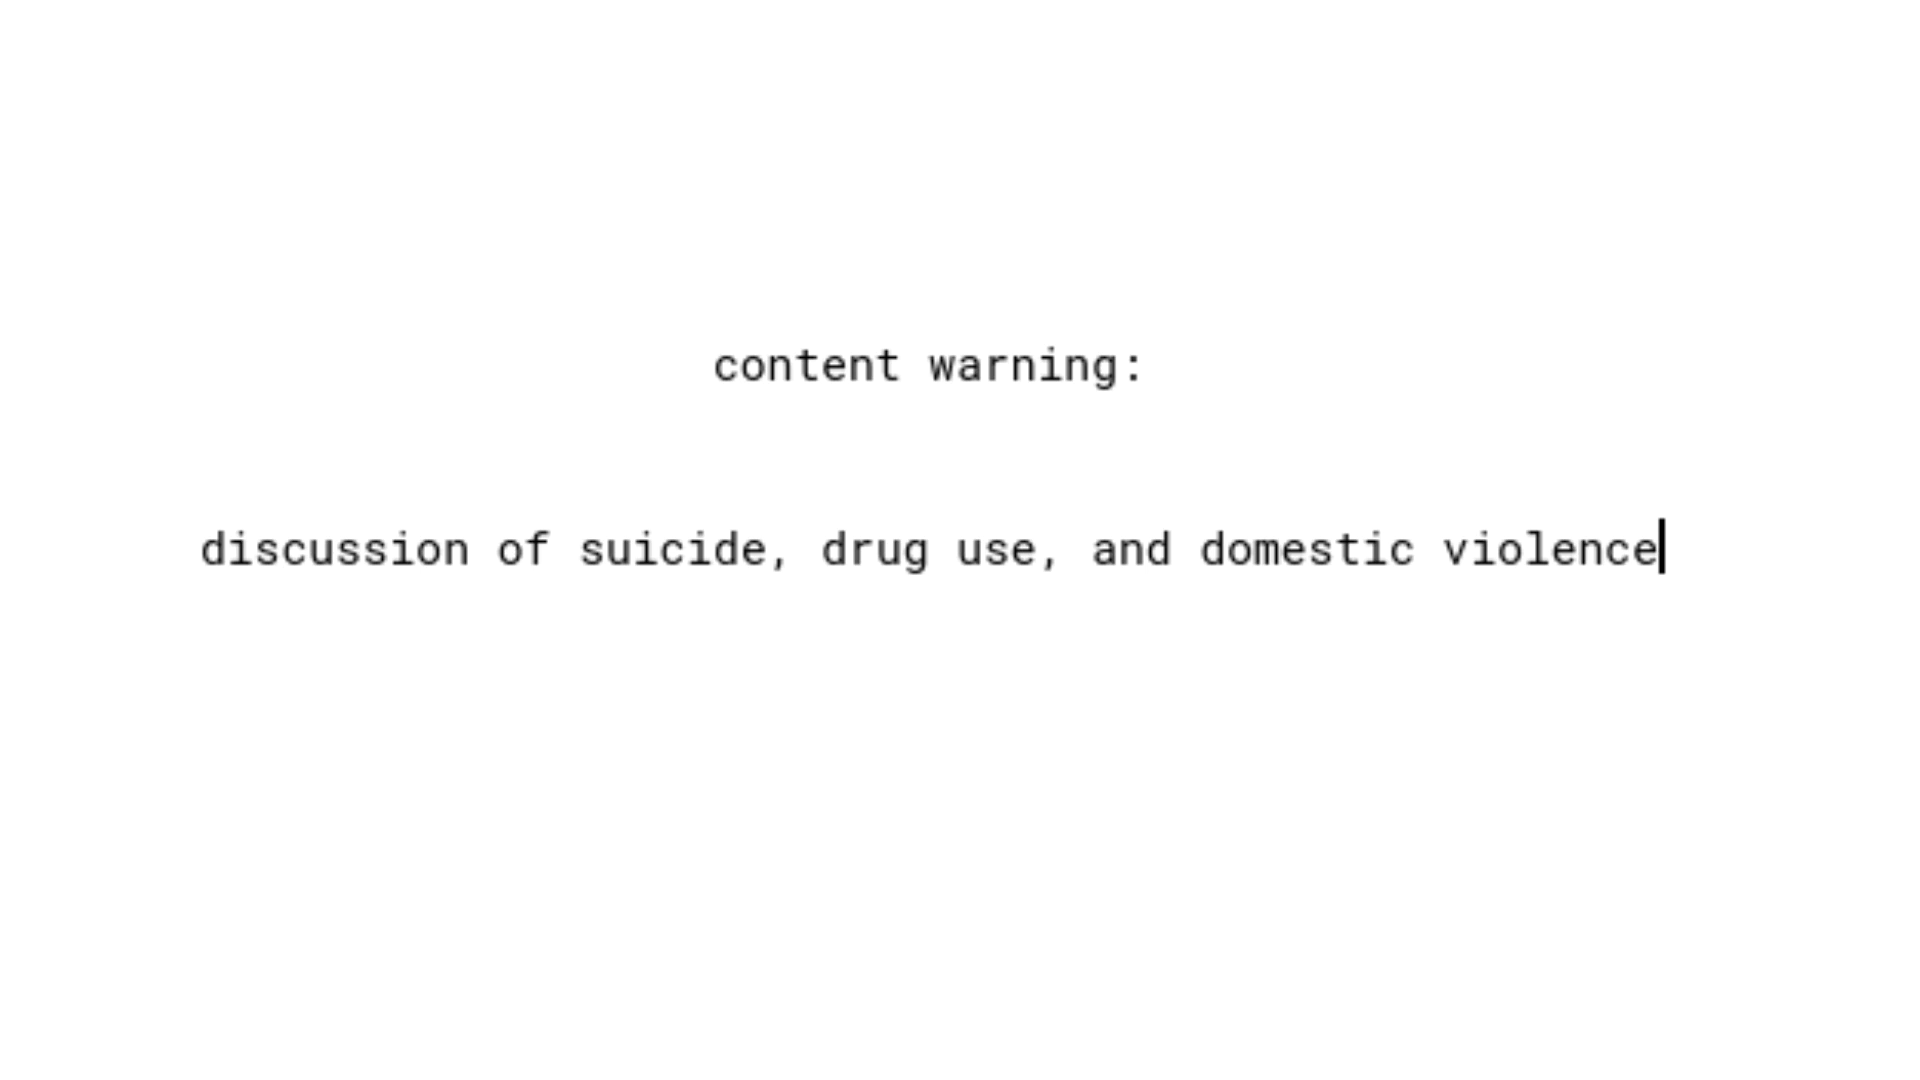 content warning:
discussion of suicide, drug use, and domestic violence